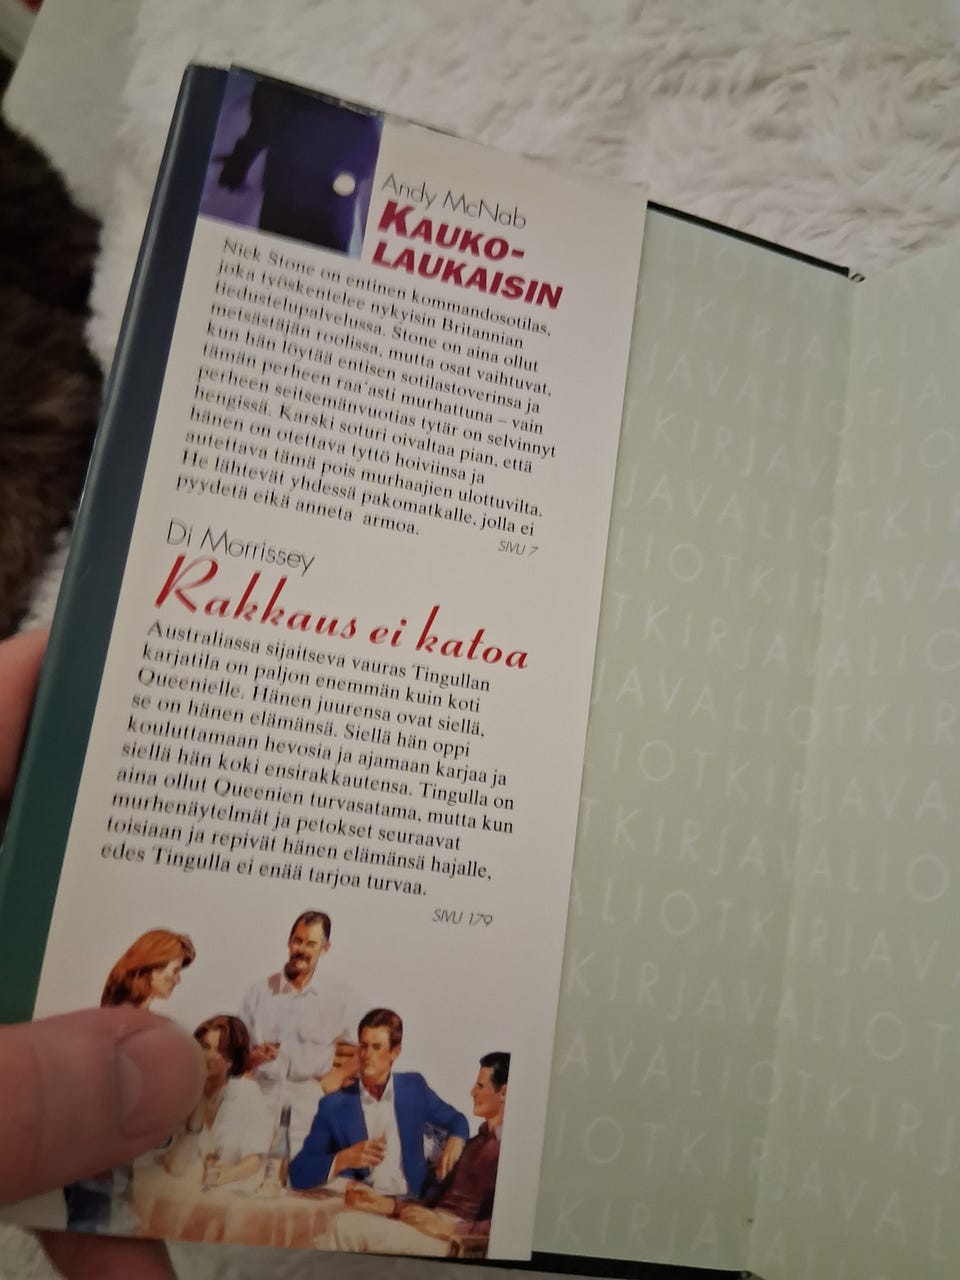 Andy McNab
KAUKO-
LAUKAISIN
Nick Stone on entinen kommandosotilas,
joka työskentelee nykyisin Britannian
tiedustelupalvelussa. Stone on aina ollut
metsästäjän roolissa, mutta osat vaihtuvat,
kun hän löytää entisen sotilastoverinsa ja
tämän perheen raa'asti murhattuna – vain
perheen seitsemänvuotias tytär on selvinnyt
hengissä. Karski soturi oivaltaa pian, että
hänen on otettava tyttö hoiviinsa ja
autettava tämä pois murhaajien ulottuvilta.
He lähtevät yhdessä pakomatkalle, jolla ei
pyydetä eikä anneta armoa.
SIVU 7
Di Morrissey
Rakkaus ei katoa
Australiassa sijaitseva vauras Tingullan
karjatila on paljon enemmän kuin koti
Queenielle. Hänen juurensa ovat siellä,
se on hänen elämänsä. Siellä hän oppi
kouluttamaan hevosia ja ajamaan karjaa ja
siellä hän koki ensirakkautensa. Tingulla on
aina ollut Queenien turvasatama, mutta kun
murhenäytelmät ja petokset seuraavat
toisiaan ja repivät hänen elämänsä hajalle,
edes Tingulla ei enää tarjoa turvaa.
SIVU 179